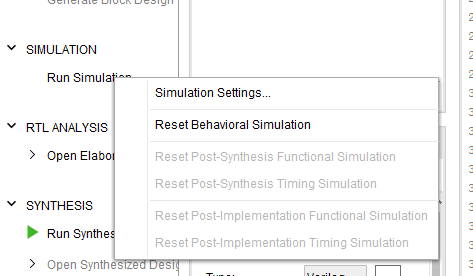 Generate Block Design
SIMULATION
Run Simulation
Simulation Settings...
Reset Behavioral Simulation
RTL ANALYSIS
Open Elabor
Reset Post-Synthesis Functional Simulation
Reset Post-Synthesis Timing Simulation
SYNTHESIS
Reset Post-Implementation Functional Simulation
Run Synthes
Reset Post-Implementation Timing Simulation
Open Synthesized Desig
Type:
Verilog